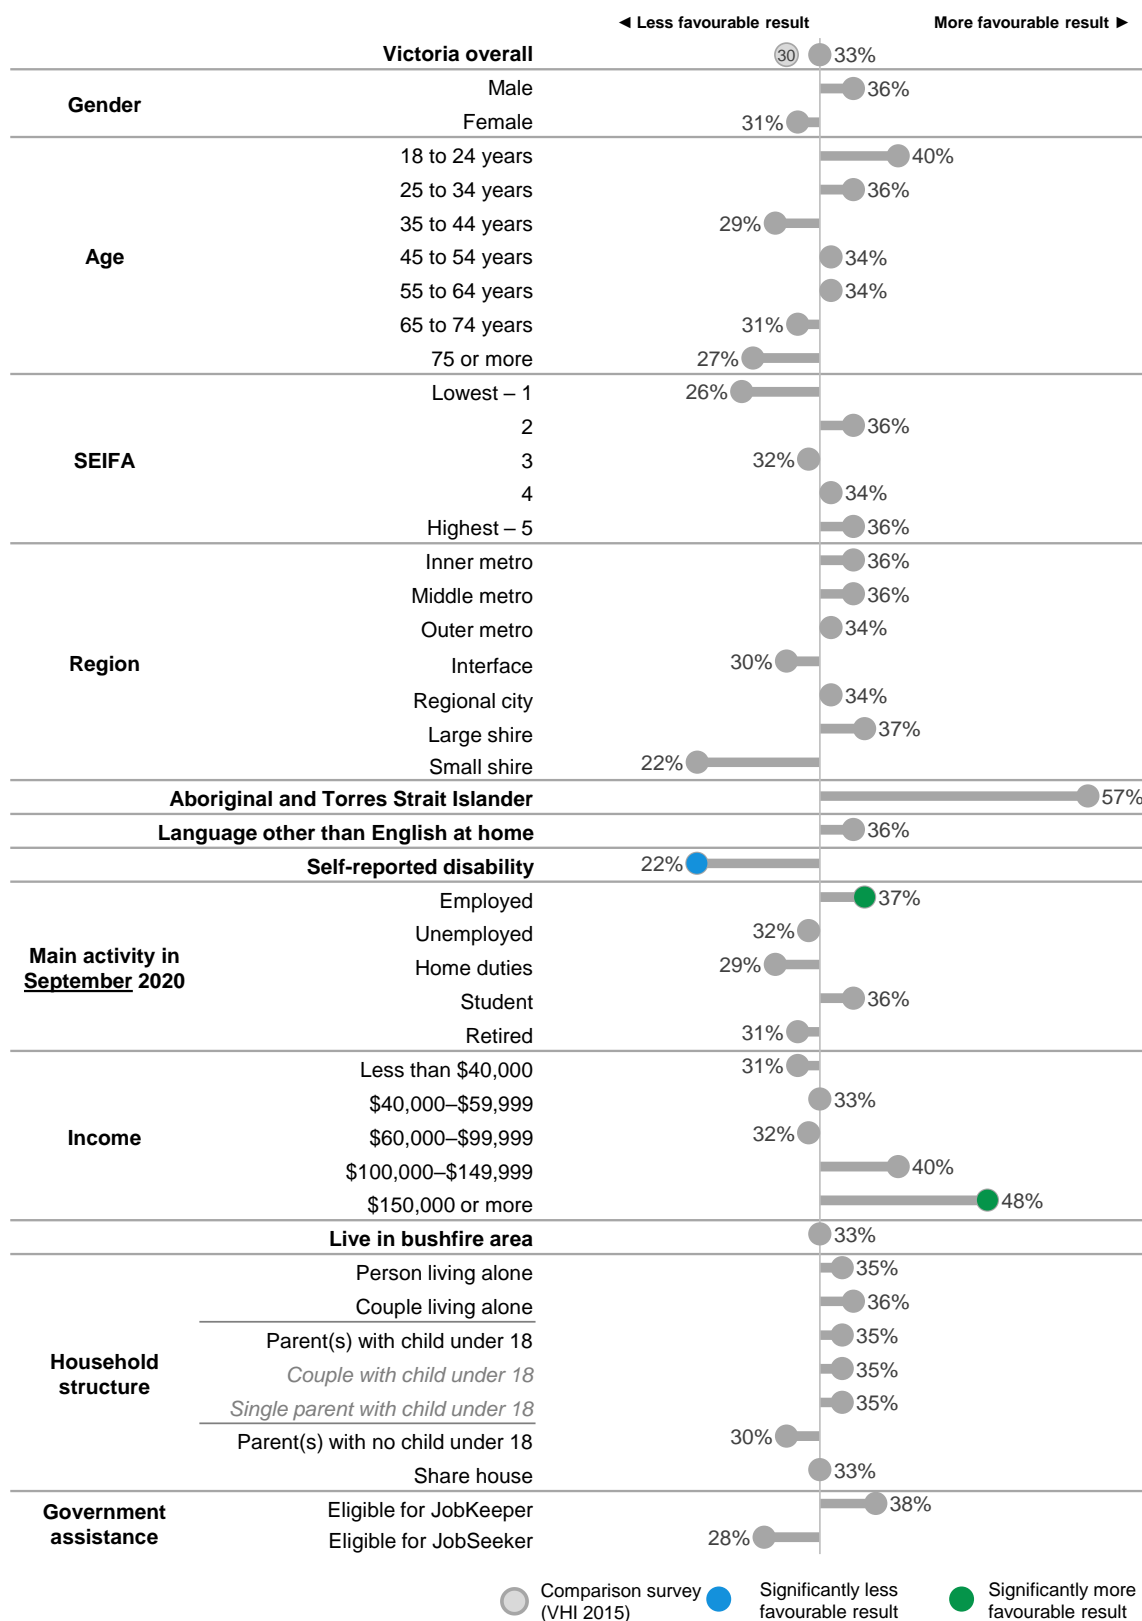 ◄ Less favourable result More favourable result ►
Victoria overall 30 33%
Gender
Male 36%
Female 31%
Age
18 to 24 years 40%
25 to 34 years 36%
35 to 44 years 29%
45 to 54 years 34%
55 to 64 years 34%
65 to 74 years 31%
75 or more 27%
SEIFA
Lowest – 1 26%
2 36%
3 32%
4 34%
Highest – 5 36%
Region
Inner metro 36%
Middle metro 36%
Outer metro 34%
Interface 30%
Regional city 34%
Large shire 37%
Small shire 22%
Aboriginal and Torres Strait Islander 57%
Language other than English at home 36%
Self-reported disability 22%
Main activity in
September 2020
Employed 37%
Unemployed 32%
Home duties 29%
Student 36%
Retired 31%
Income
Less than $40,000 31%
$40,000–$59,999 33%
$60,000–$99,999 32%
$100,000–$149,999 40%
$150,000 or more 48%
Live in bushfire area 33%
Household
structure
Person living alone 35%
Couple living alone 36%
Parent(s) with child under 18 35%
Couple with child under 18 35%
Single parent with child under 18 35%
Parent(s) with no child under 18 30%
Share house 33%
Government
assistance
Eligible for JobKeeper 38%
Eligible for JobSeeker 28%
Comparison survey
(VHI 2015)
Significantly less
favourable result
Significantly more
favourable result